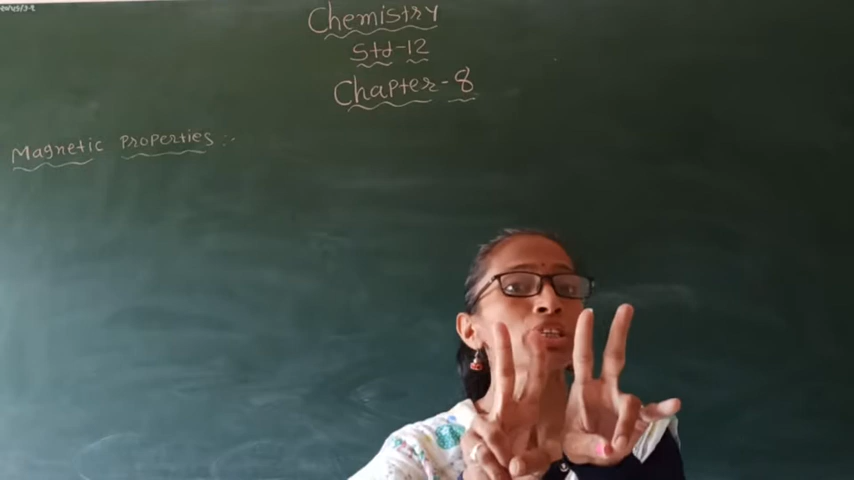 Chemistry
Std-12
Chapter-8
Magnetic Properties :-